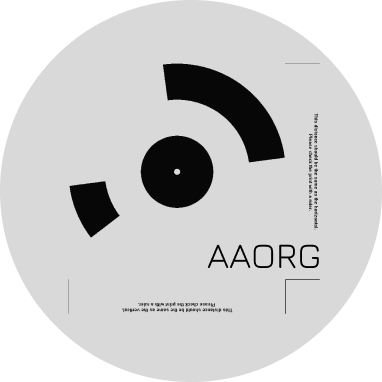 This distance should be the same as the horizontal.
Please check the print with a ruler.
AAORG
This distance should be the same as the vertical.
Please check the print with a ruler.